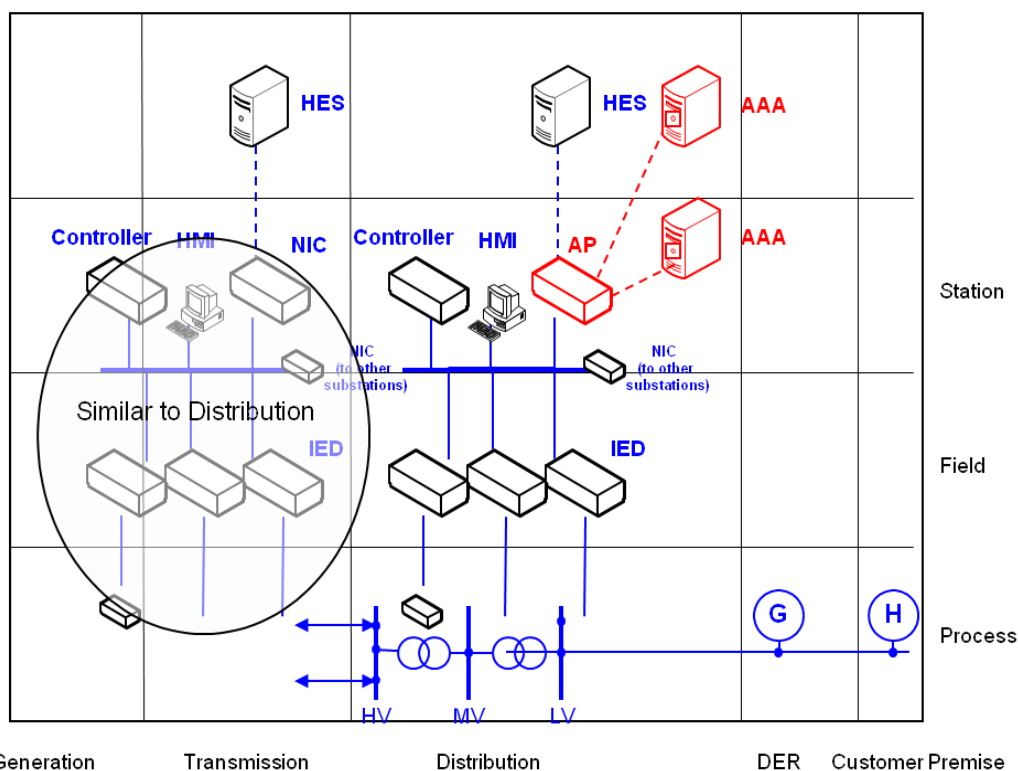 HES
HES
AAA
Controller
HMI
NIC
Controller
HMI
AP
AAA
Station
NIC
(to other
substations)
NIC
(to other
substations)
Similar to Distribution
IED
IED
Field
G
H
Process
HV
MV
LV
Generation
Transmission
Distribution
DER
Customer Premise